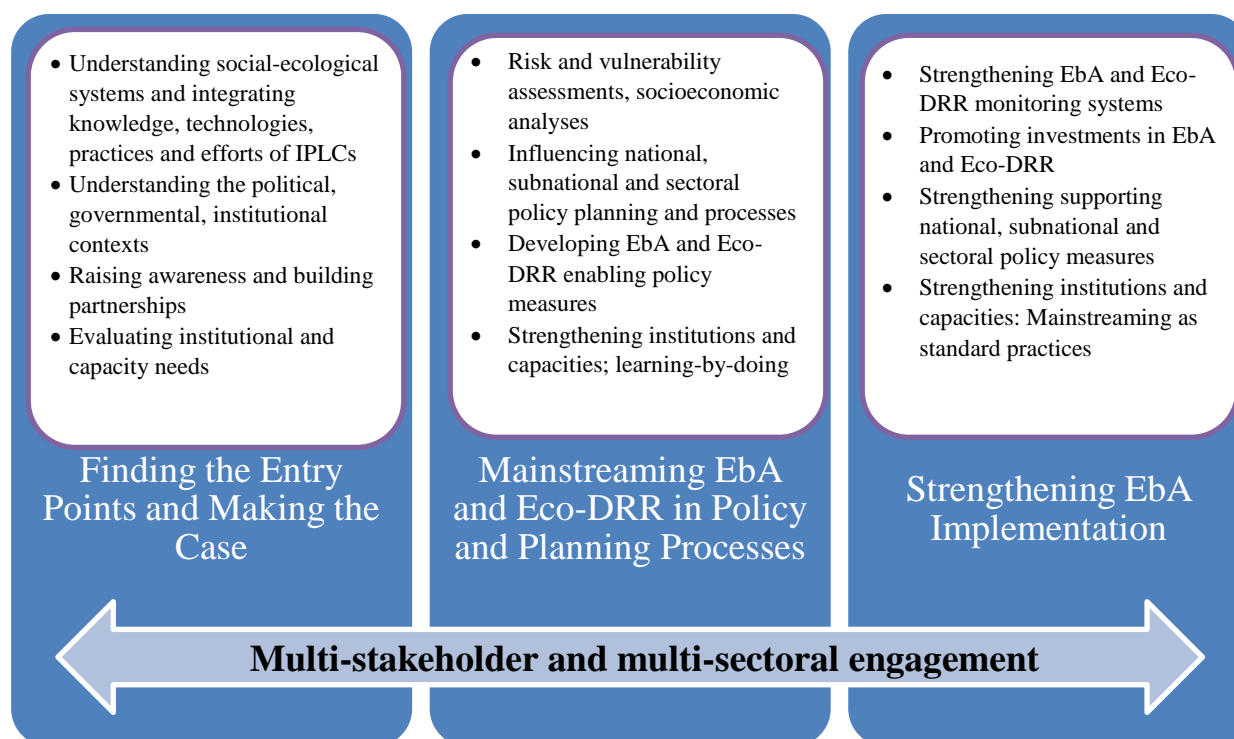 • Understanding social-ecological
systems and integrating
knowledge, technologies,
practices and efforts of IPLCs
• Understanding the political,
governmental, institutional
contexts
• Raising awareness and building
partnerships
• Evaluating institutional and
capacity needs
Finding the Entry
Points and Making the
Case
• Risk and vulnerability
assessments, socioeconomic
analyses
• Influencing national,
subnational and sectoral
policy planning and processes
• Developing EbA and Eco-
DRR enabling policy
measures
• Strengthening institutions and
capacities; learning-by-doing
Mainstreaming EbA
and Eco-DRR in Policy
and Planning Processes
• Strengthening EbA and Eco-
DRR monitoring systems
• Promoting investments in EbA
and Eco-DRR
• Strengthening supporting
national, subnational and
sectoral policy measures
• Strengthening institutions and
capacities: Mainstreaming as
standard practices
Strengthening EbA
Implementation
Multi-stakeholder and multi-sectoral engagement